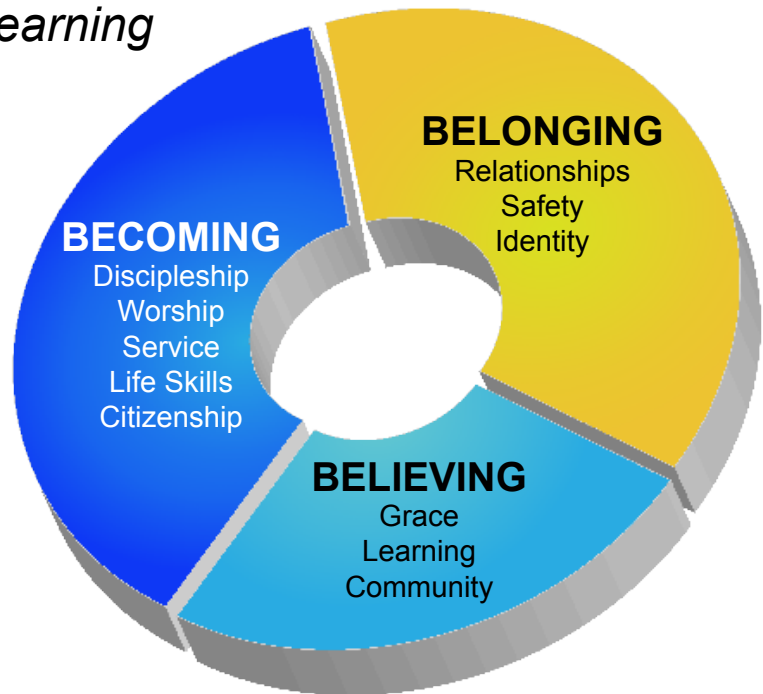 earning
BELONGING
Relationships
Safety
Identity
BECOMING
Discipleship
Worship
Service
Life Skills
Citizenship
BELIEVING
Grace
Learning
Community